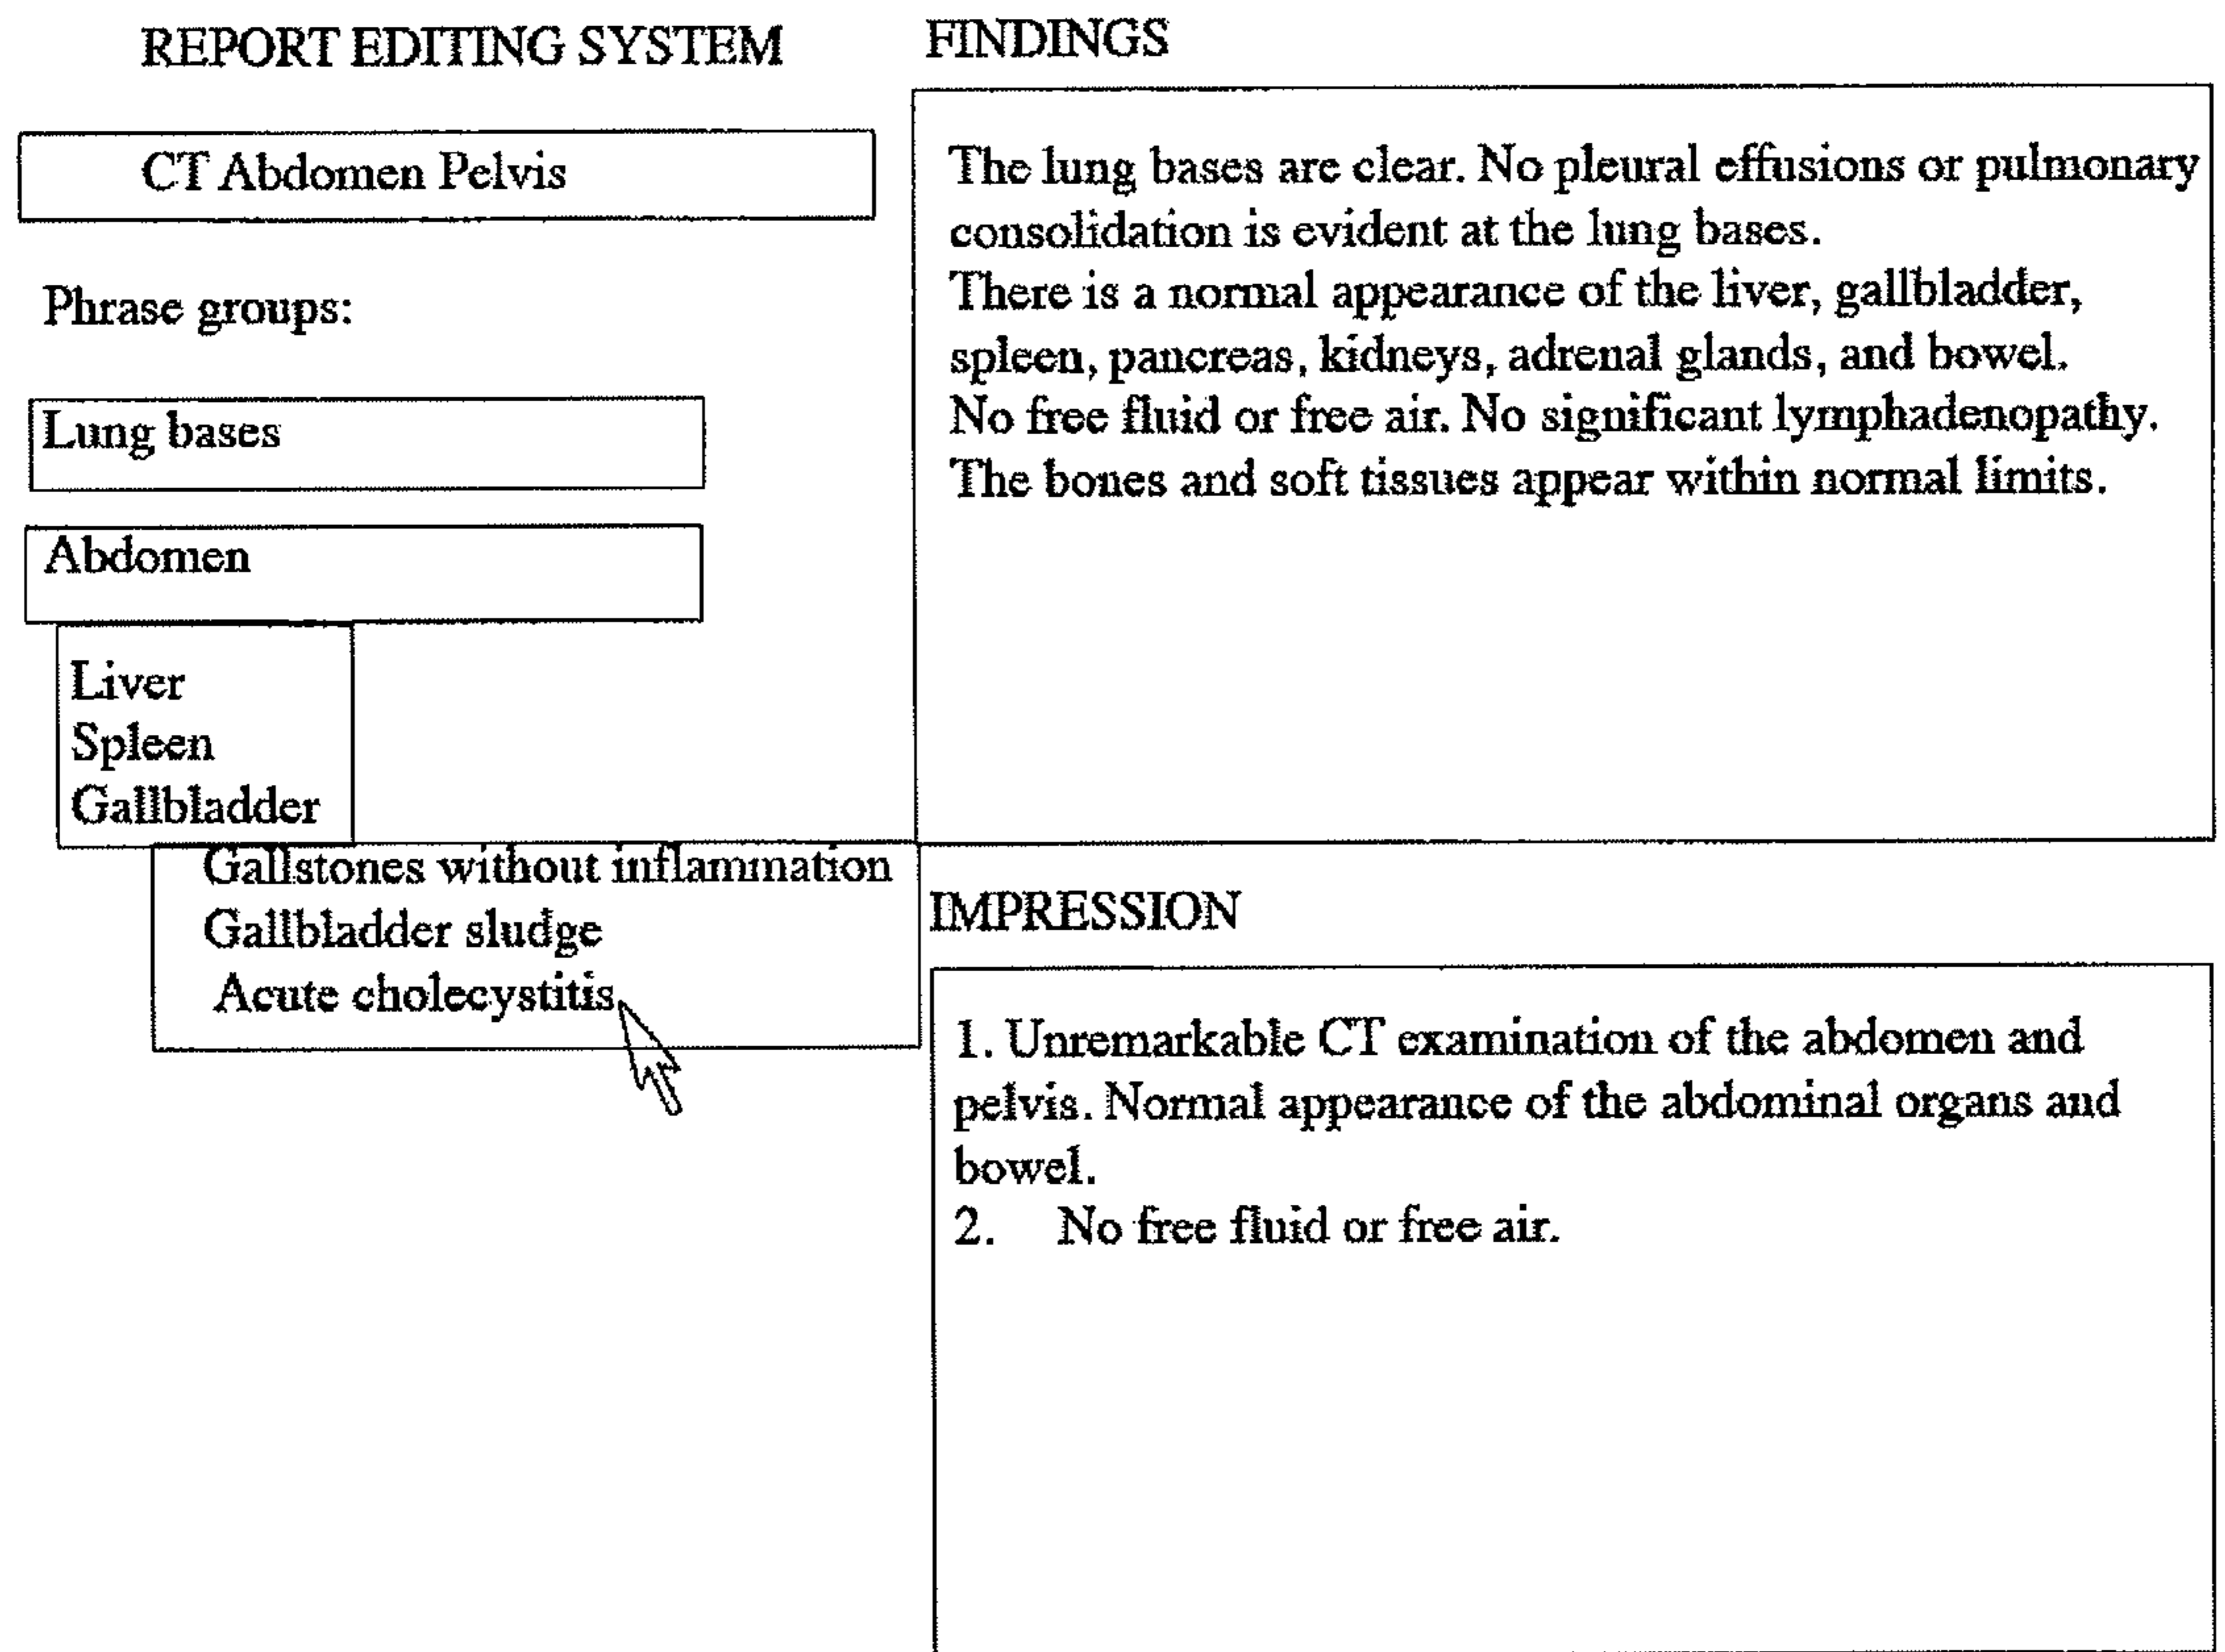 REPORT EDITING SYSTEM
CT Abdomen Pelvis
Phrase groups:
Lung bases
Abdomen
Liver
Spleen
Gallbladder
Gallstones without inflammation
Gallbladder sludge
Acute cholecystitis
FINDINGS
The lung bases are clear. No pleural effusions or pulmonary
consolidation is evident at the lung bases.
There is a normal appearance of the liver, gallbladder,
spleen, pancreas, kidneys, adrenal glands, and bowel.
No free fluid or free air. No significant lymphadenopathy.
The bones and soft tissues appear within normal limits.
IMPRESSION
1. Unremarkable CT examination of the abdomen and
pelvis. Normal appearance of the abdominal organs and
bowel.
2. No free fluid or free air.